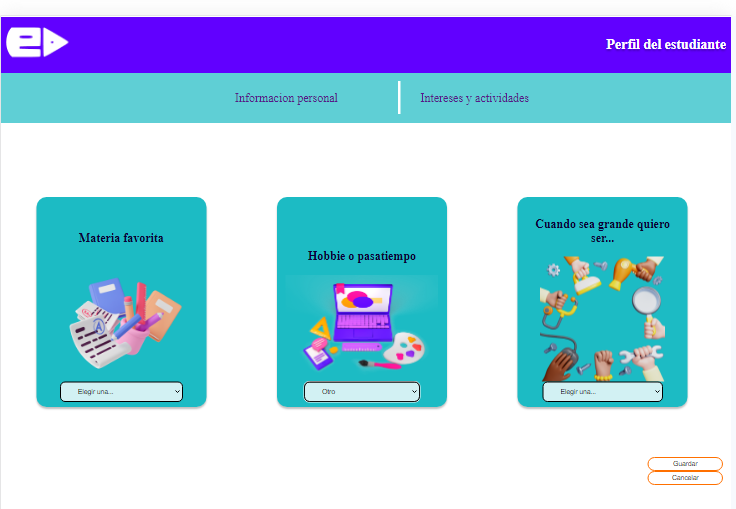 Perfil del estudiante
Informacion personal
Intereses y actividades
Materia favorita
Elegir una...
Hobbie o pasatiempo
Otro
Cuando sea grande quiero
ser...
Elegir una...
Guardar
Cancelar